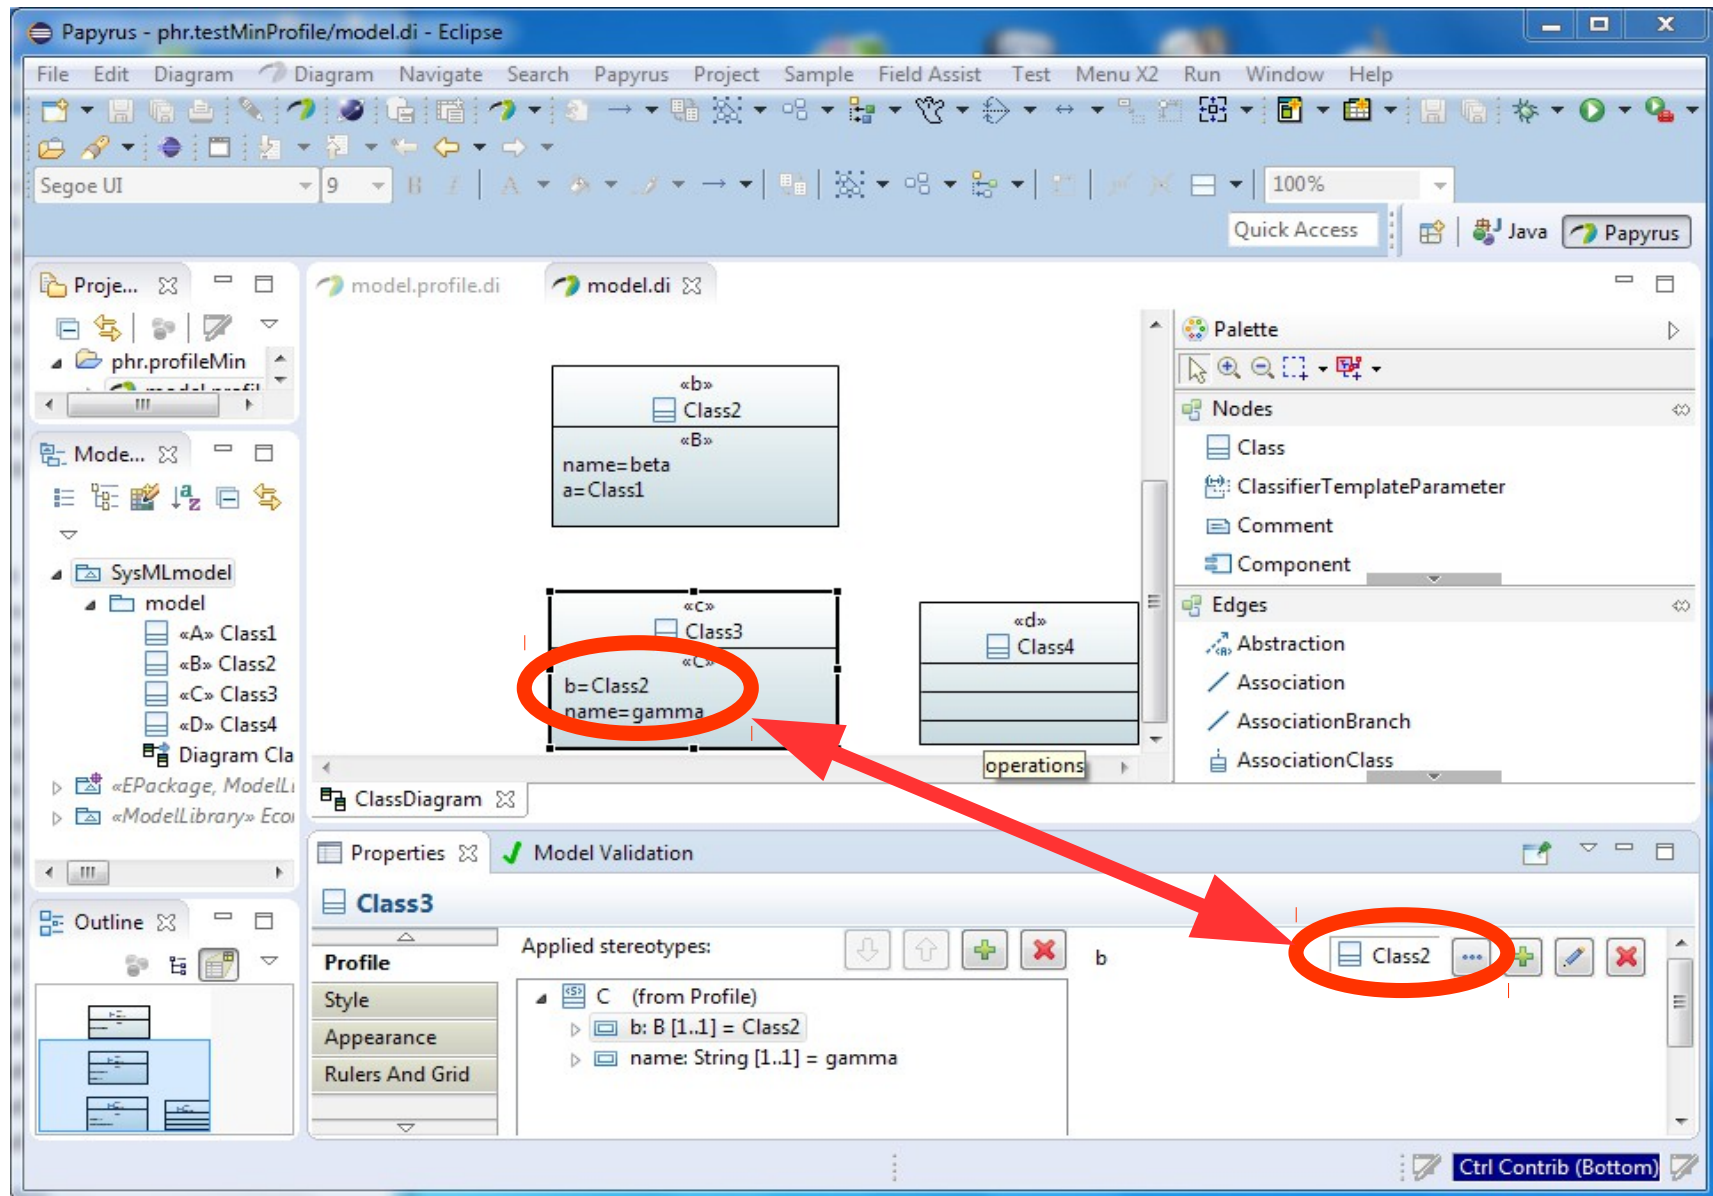 Papyrus - phr.testMinProfile/model.di - Eclipse
File Edit Diagram Diagram Navigate Search Papyrus Project Sample Field Assist Test Menu X2 Run Window Help
Segoe UI 9 B I A 100%
Quick Access Java Papyrus
Proje...
phr.profileMin
model.profil
Mode...
SysMLmodel
model
«A» Class1
«B» Class2
«C» Class3
«D» Class4
Diagram Cla
«EPackage, ModelLi
«ModelLibrary» Ecor
Outline
model.profile.di model.di
«b»
Class2
«B»
name=beta
a=Class1
«c»
Class3
«C»
b=Class2
name=gamma
«d»
Class4
operations
ClassDiagram
Palette
Nodes
Class
ClassifierTemplateParameter
Comment
Component
Edges
Abstraction
Association
AssociationBranch
AssociationClass
Properties Model Validation
Class3
Profile
Style
Appearance
Rulers And Grid
Applied stereotypes:
C (from Profile)
b: B [1..1] = Class2
name: String [1..1] = gamma
b Class2
Ctrl Contrib (Bottom)